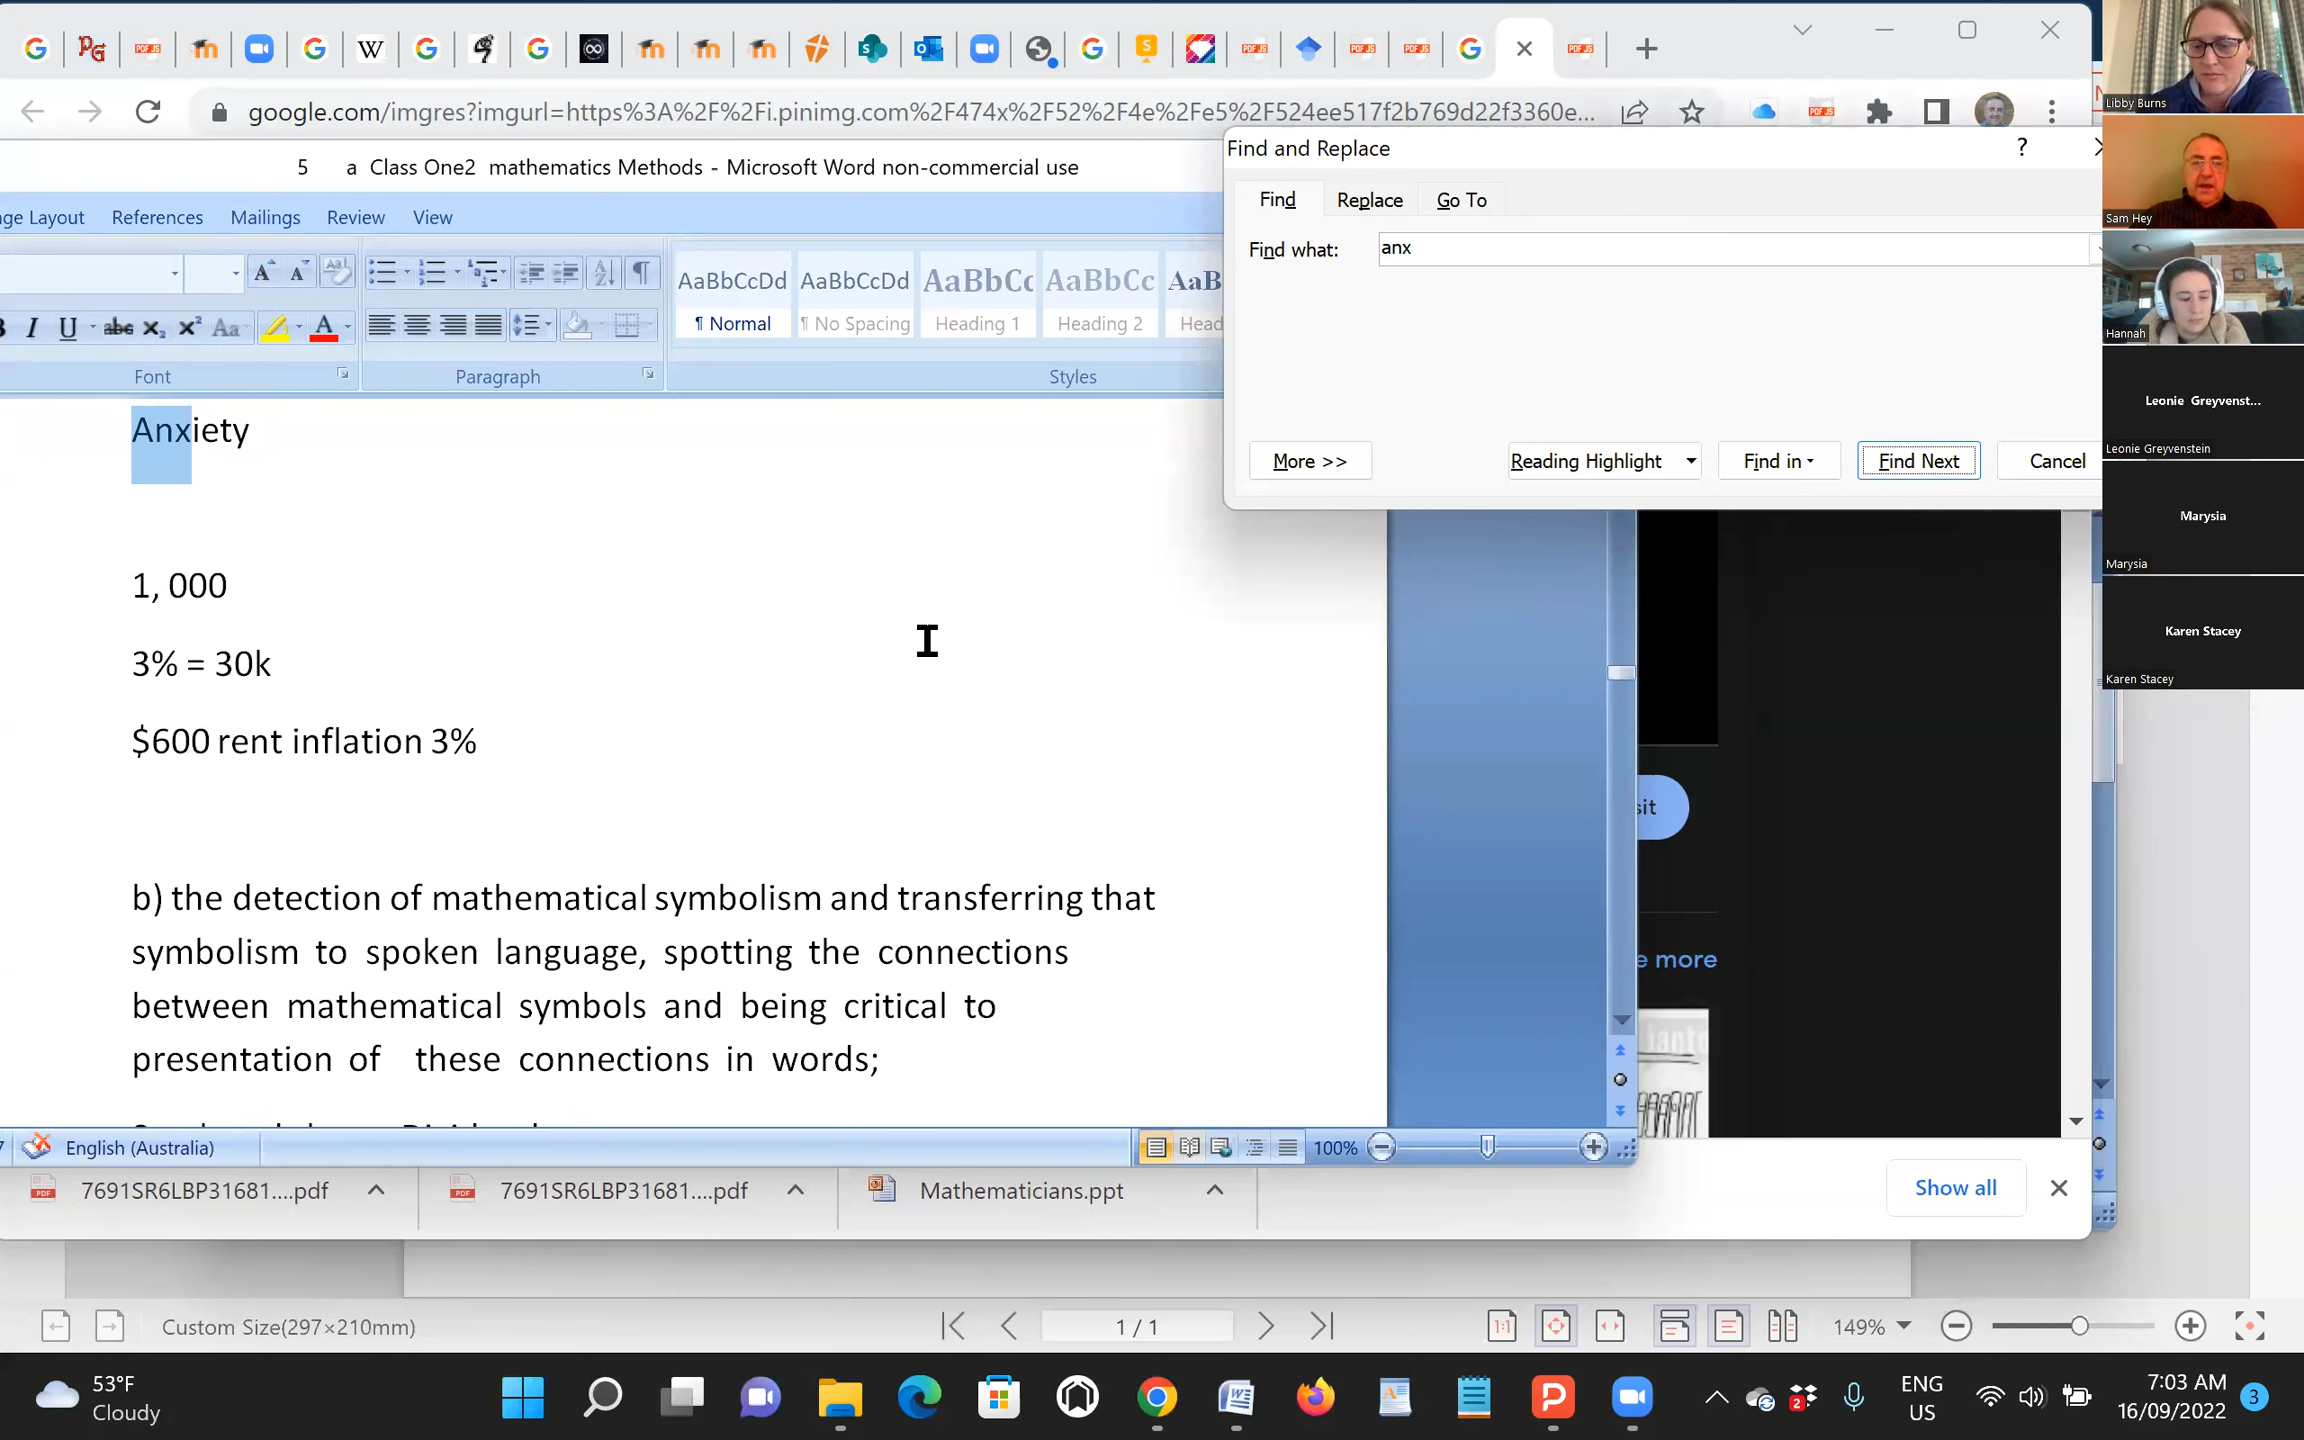 google.com/imgres?imgurl=https%3A%2F%2Fi.pinimg.com%2F474x%2F52%2F4e%2Fe5%2F524ee517f2b769d22f3360e...
Libby Burns
5 a Class One2 mathematics Methods - Microsoft Word non-commercial use
Find and Replace
Sam Hey
ge Layout References Mailings Review View
Find Replace Go To
Find what: anx
AaBbCcDd AaBbCcDd AaBbCc AaBbCc AaB
¶ Normal ¶ No Spacing Heading 1 Heading 2 Head
Hannah
Font Paragraph Styles
Leonie Greyvenst...
Leonie Greyvenstein
More >> Reading Highlight Find in Find Next Cancel
Anxiety
Marysia
Marysia
1, 000
Karen Stacey
Karen Stacey
3% = 30k
$600 rent inflation 3%
sit
b) the detection of mathematical symbolism and transferring that
symbolism to spoken language, spotting the connections
e more
between mathematical symbols and being critical to
presentation of these connections in words;
English (Australia) 100%
7691SR6LBP31681....pdf 7691SR6LBP31681....pdf Mathematicians.ppt Show all
Custom Size(297×210mm) 1 / 1 1:1 149%
53°F
Cloudy
ENG
US
7:03 AM
16/09/2022
3